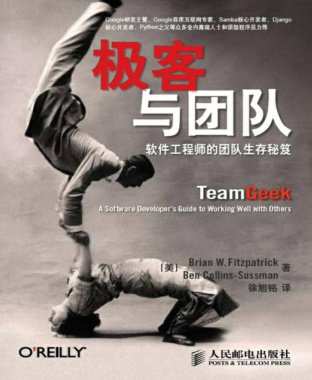 Google研发主管、Google首席互联网专家、Samba核心开发者、Django
核心开发者、Python之父等众多业内高级人士和顶级程序员力荐
极客
与团队
软件工程师的团队生存秘笈
TeamGeek
A Software Developer's Guide to Working Well with Others
[美] Brian W. Fitzpatrick
Ben Collins-Sussman 著
徐旭铭 译
O'REILLY
人民邮电出版社
POSTS & TELECOM PRESS